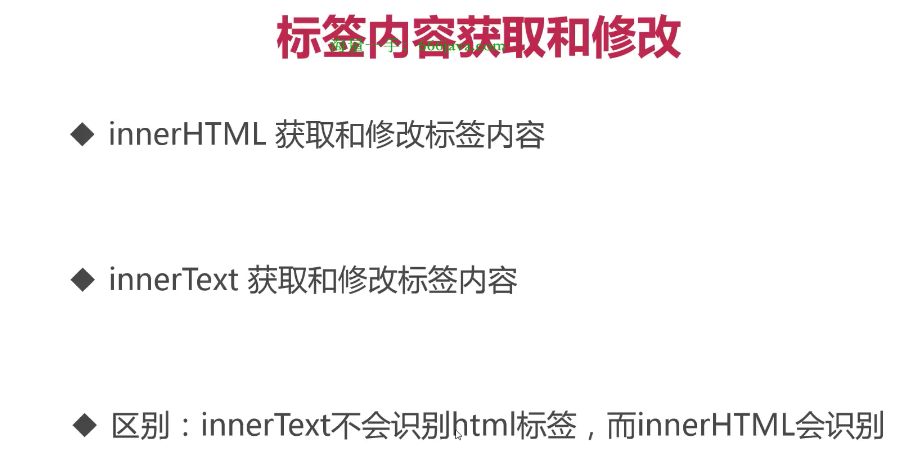 标签内容获取和修改
◆ innerHTML 获取和修改标签内容
◆ innerText 获取和修改标签内容
◆ 区别：innerText不会识别html标签，而innerHTML会识别